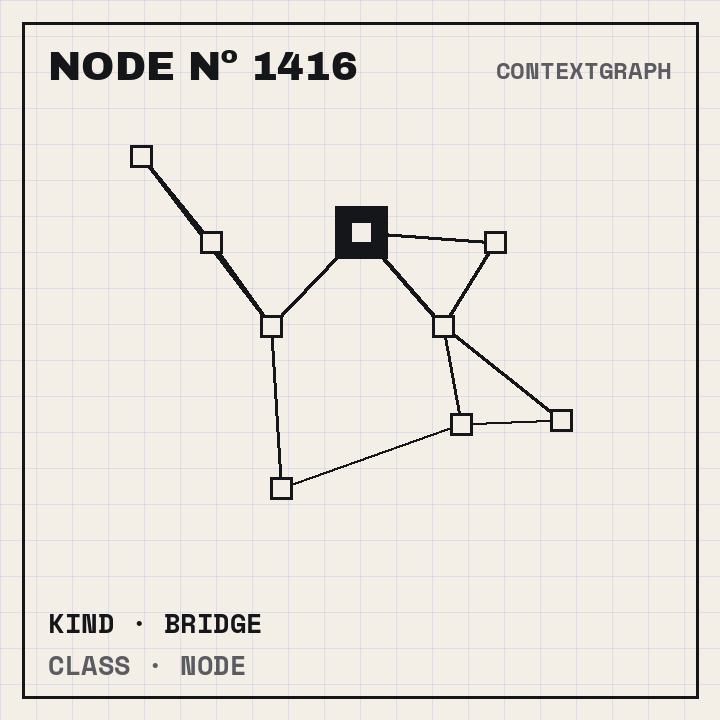 NODE Nº 1416
CONTEXTGRAPH
KIND · BRIDGE
CLASS · NODE